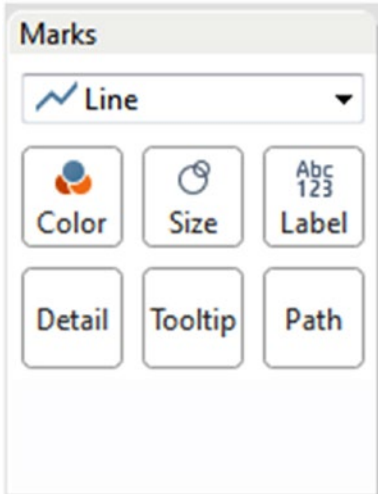 Marks
Line
Abc
123
Color
Size
Label
Detail
Tooltip
Path